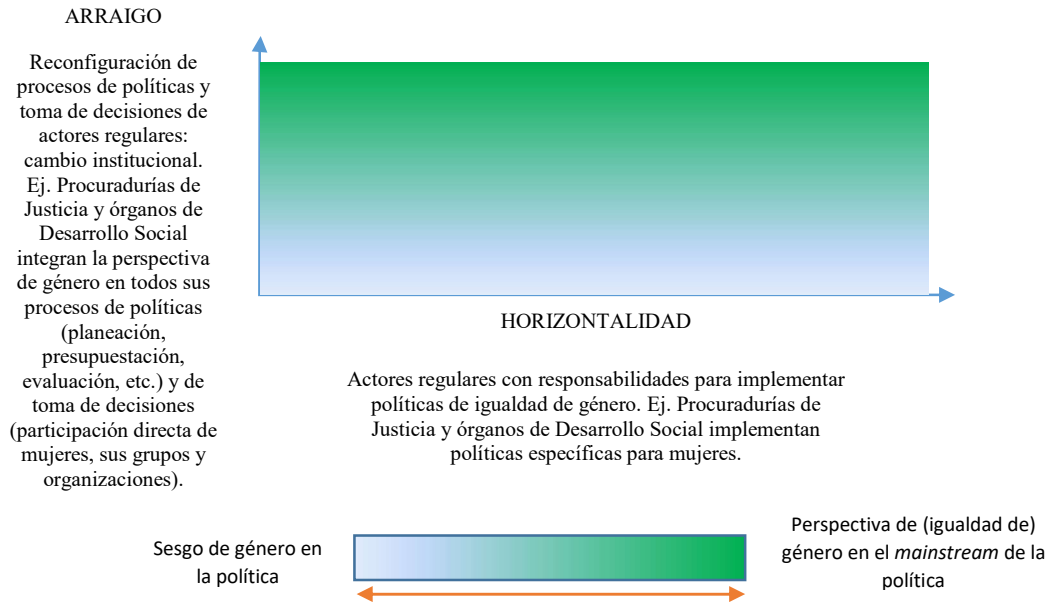 ARRAIGO
Reconfiguración de
procesos de políticas y
toma de decisiones de
actores regulares:
cambio institucional.
Ej. Procuradurías de
Justicia y órganos de
Desarrollo Social
integran la perspectiva
de género en todos sus
procesos de políticas
(planeación,
presupuestación,
evaluación, etc.) y de
toma de decisiones
(participación directa de
mujeres, sus grupos y
organizaciones).
HORIZONTALIDAD
Actores regulares con responsabilidades para implementar
políticas de igualdad de género. Ej. Procuradurías de
Justicia y órganos de Desarrollo Social implementan
políticas específicas para mujeres.
Sesgo de género en
la política
Perspectiva de (igualdad de)
género en el mainstream de la
política